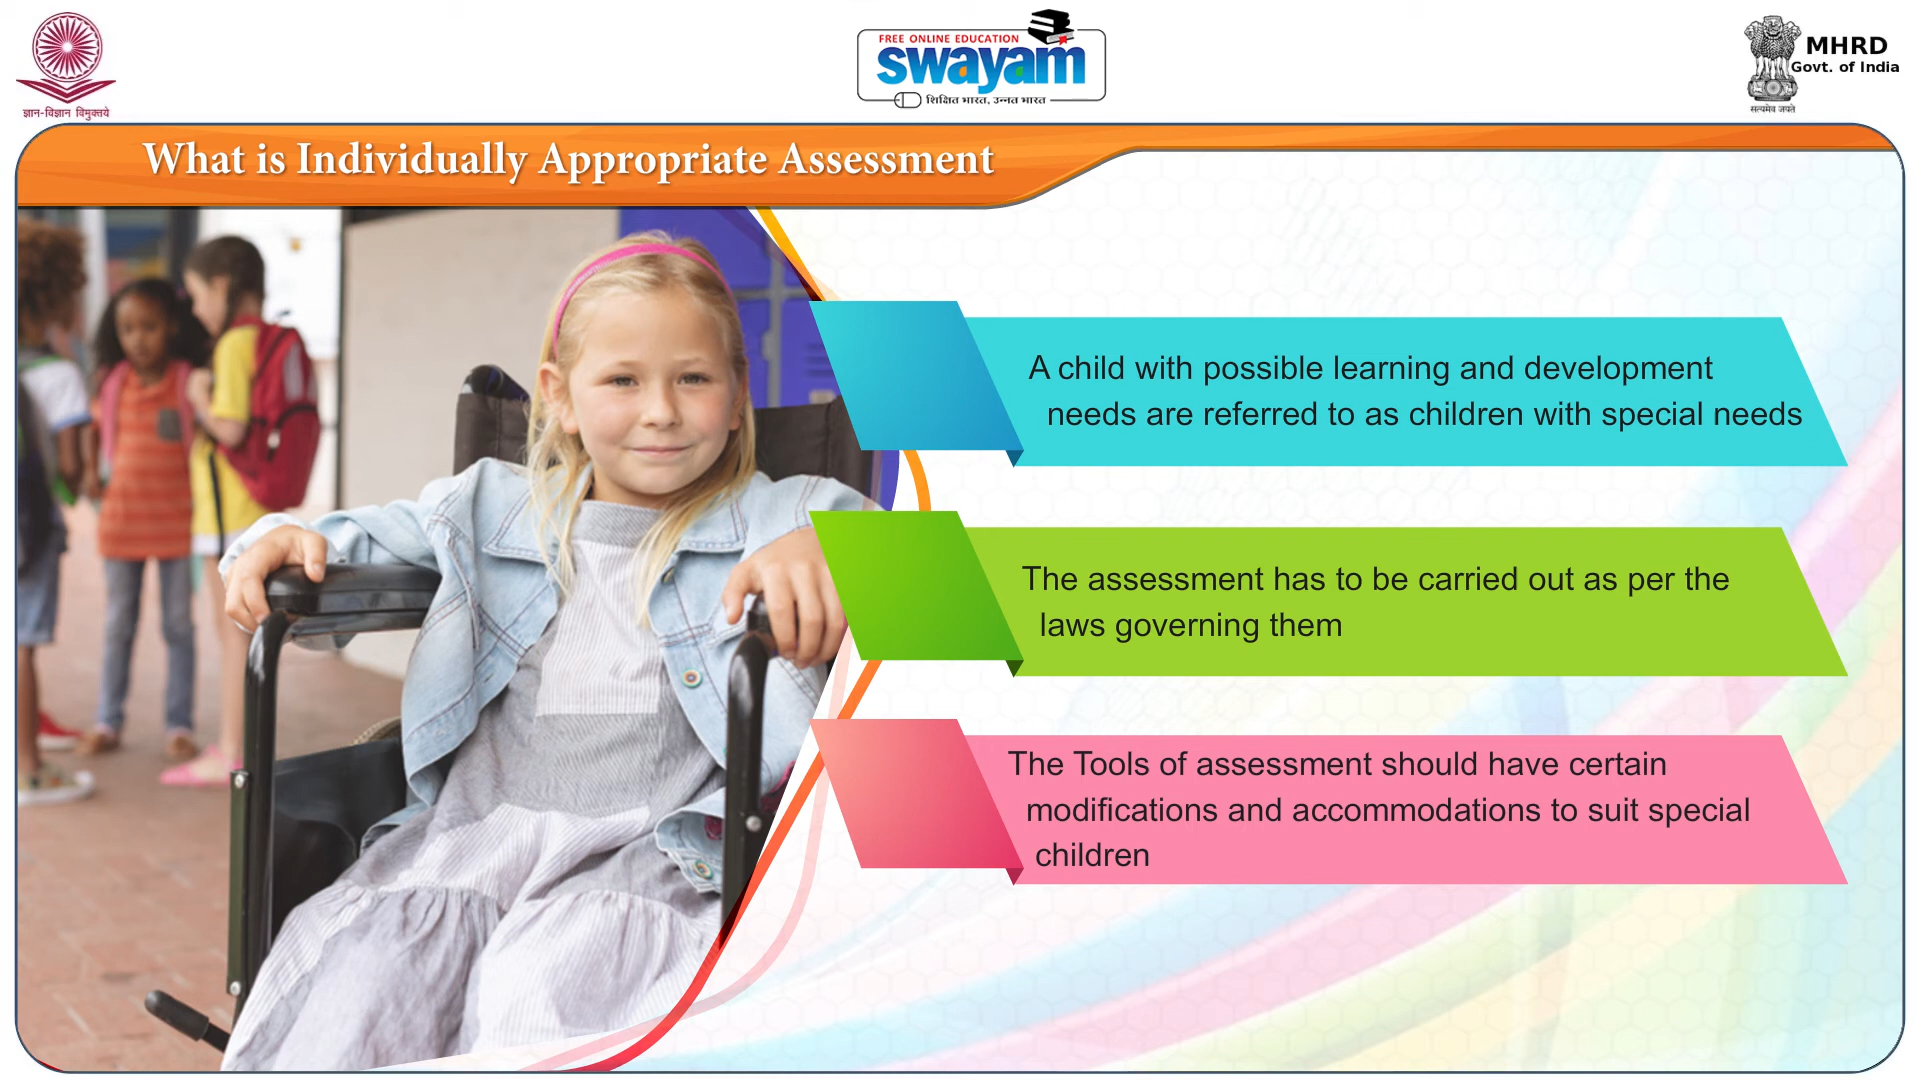 ज्ञान-विज्ञान विमुक्तये
FREE ONLINE EDUCATION
swayam
शिक्षित भारत, उन्नत भारत
MHRD
Govt. of India
सत्यमेव जयते
What is Individually Appropriate Assessment
A child with possible learning and development
needs are referred to as children with special needs
The assessment has to be carried out as per the
laws governing them
The Tools of assessment should have certain
modifications and accommodations to suit special
children